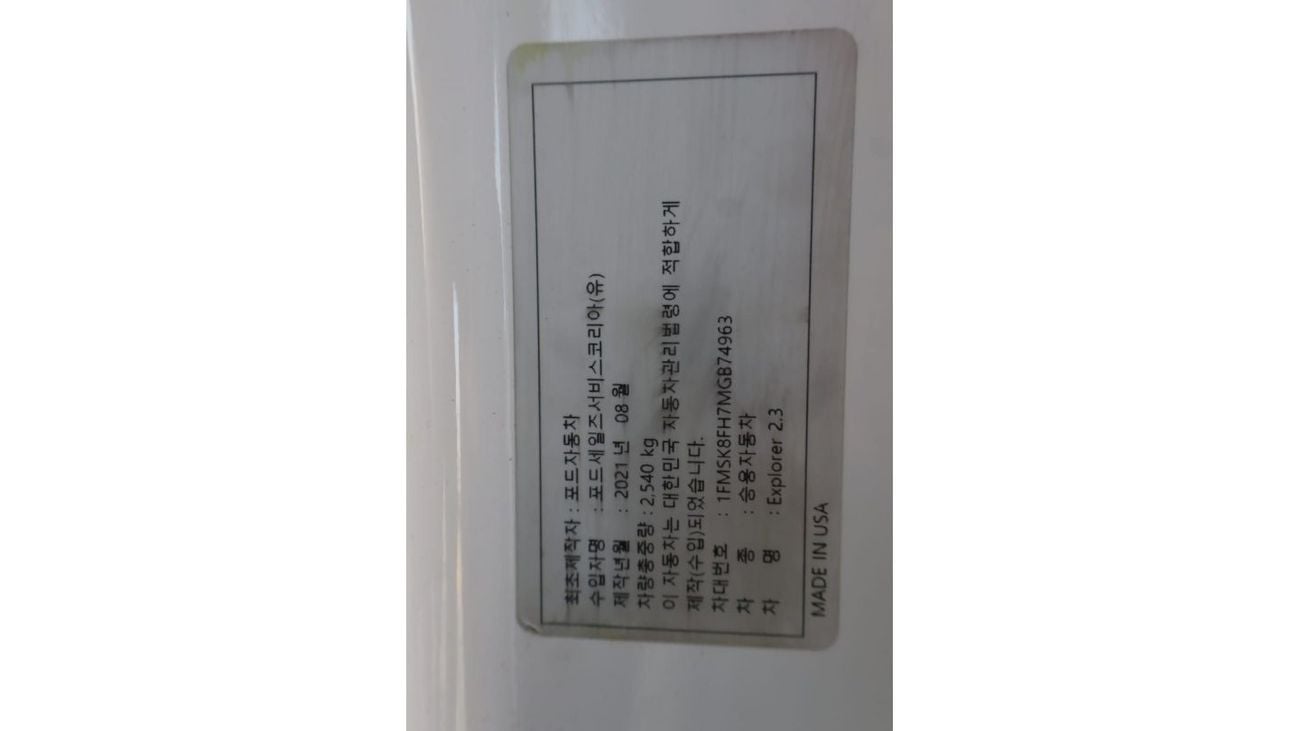 최초제작자 : 포드자동차
수입자명 : 포드세일즈서비스코리아(유)
제작년월 : 2021 년 08 월
차량총중량 : 2,540 kg
이 자동차는 대한민국 자동차관리법령에 적합하게
제작(수입)되었습니다.
차대번호 : 1FMSK8FH7MGB74963
차 종 : 승용자동차
차 명 : Explorer 2.3
MADE IN USA